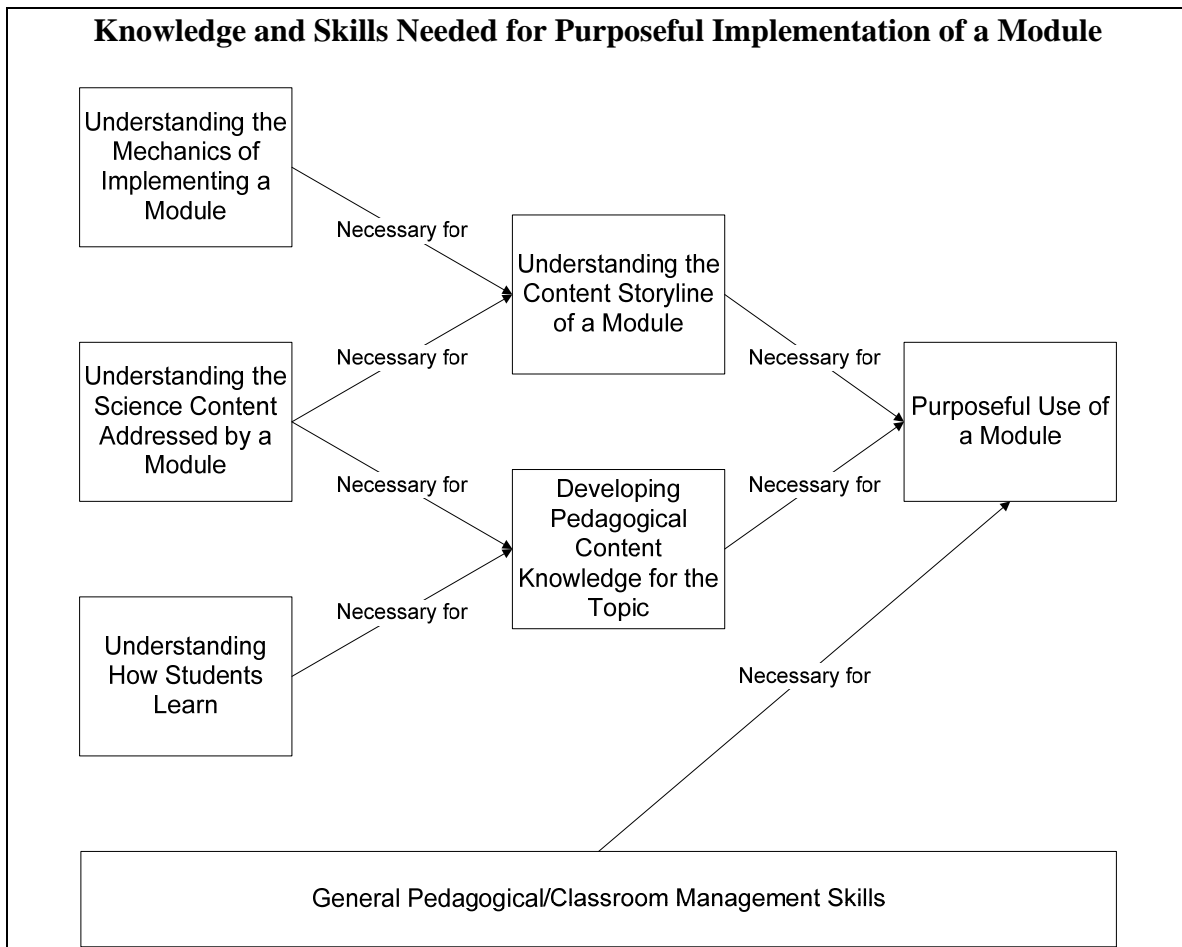 Knowledge and Skills Needed for Purposeful Implementation of a Module
Understanding the
Mechanics of
Implementing a
Module
Necessary for
Understanding the
Content Storyline
of a Module
Necessary for
Understanding the
Science Content
Addressed by a
Module
Necessary for
Purposeful Use of
a Module
Necessary for
Developing
Pedagogical
Content
Knowledge for the
Topic
Necessary for
Necessary for
Understanding
How Students
Learn
Necessary for
General Pedagogical/Classroom Management Skills